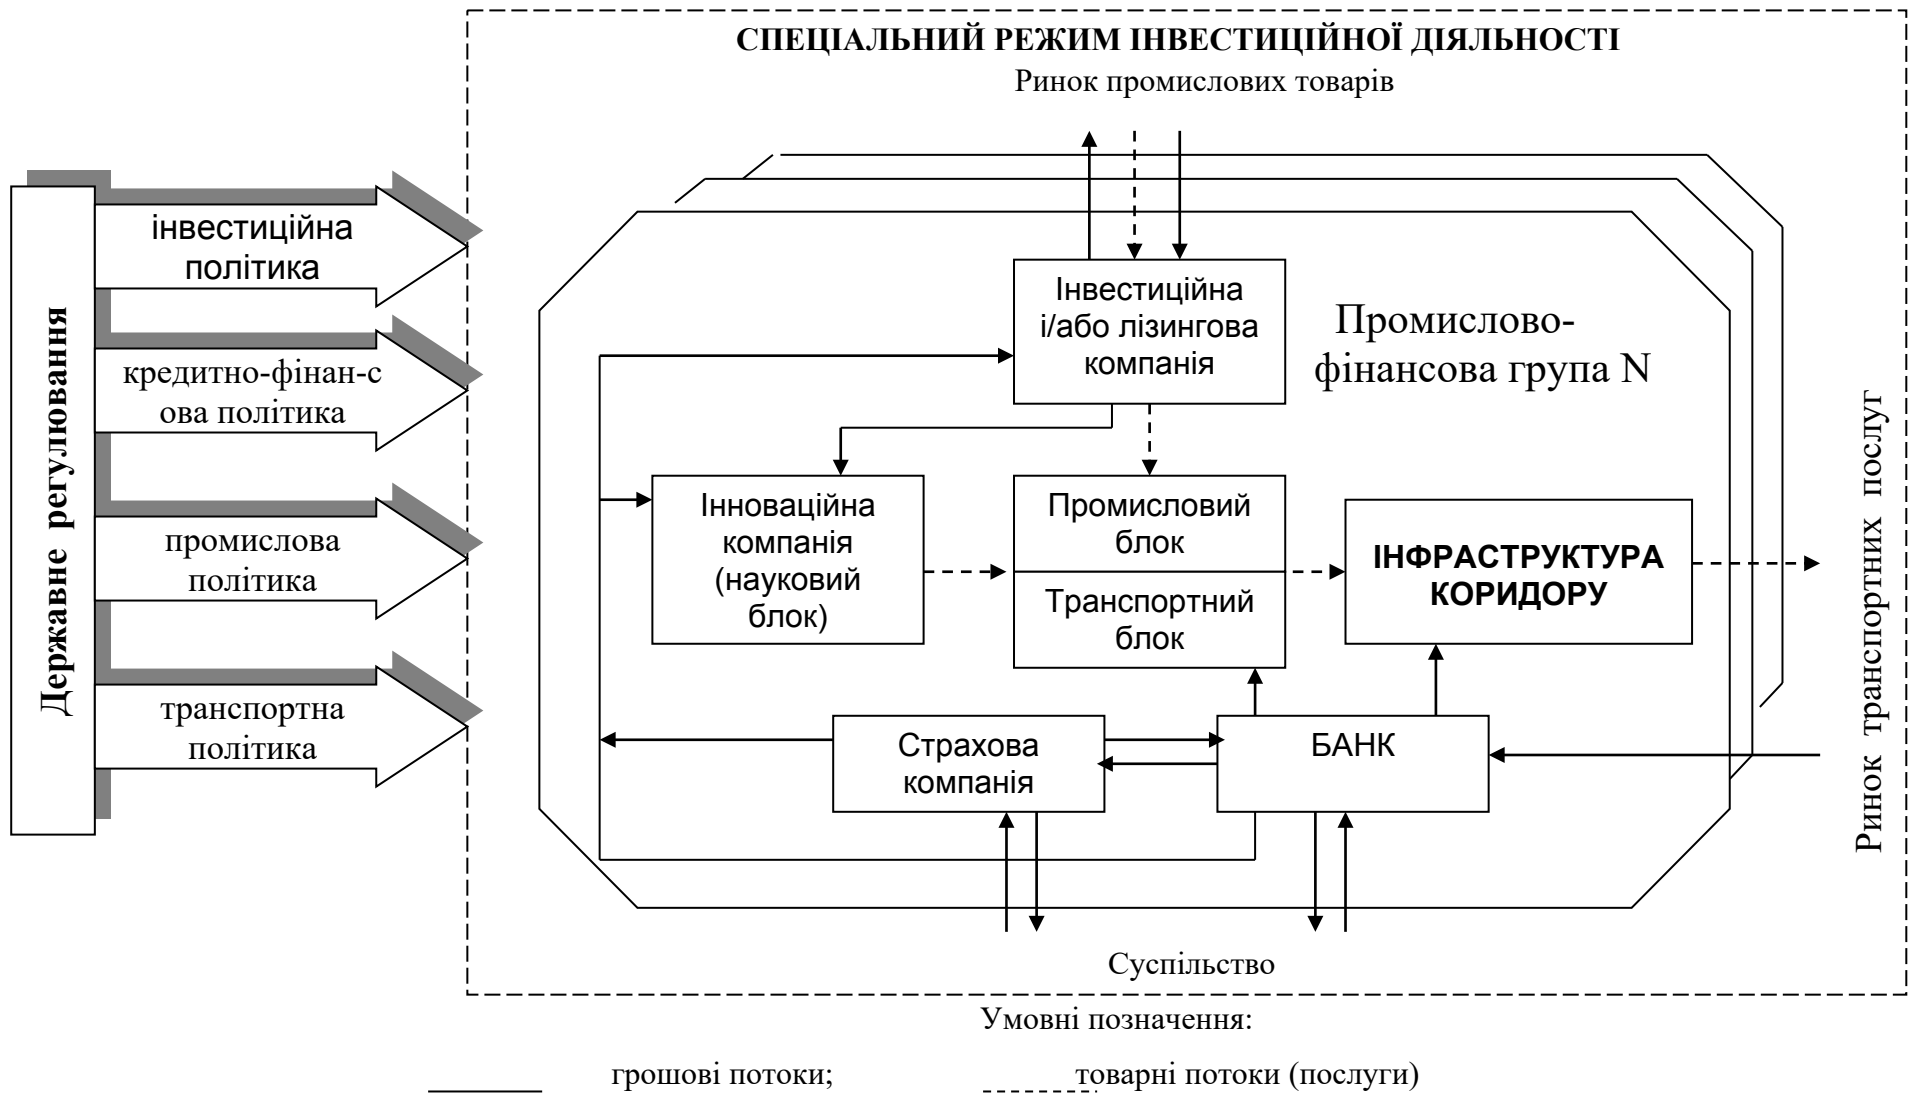 СПЕЦІАЛЬНИЙ РЕЖИМ ІНВЕСТИЦІЙНОЇ ДІЯЛЬНОСТІ
Ринок промислових товарів
Державне регулювання
інвестиційна
політика
кредитно-фінан-с
ова політика
промислова
політика
транспортна
політика
Інвестиційна
і/або лізингова
компанія
Промислово-
фінансова група N
Інноваційна
компанія
(науковий
блок)
Промисловий
блок
Транспортний
блок
ІНФРАСТРУКТУРА
КОРИДОРУ
Страхова
компанія
БАНК
Ринок транспортних послуг
Суспільство
Умовні позначення:
грошові потоки;
товарні потоки (послуги)